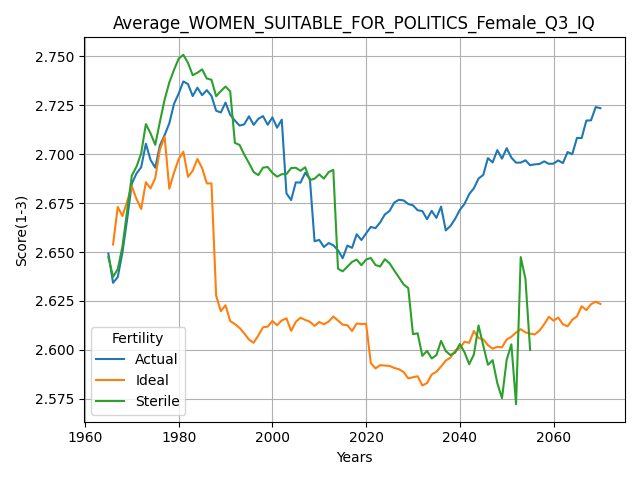 Average_WOMEN_SUITABLE_FOR_POLITICS_Female_Q3_IQ
2.750
2.725
2.700
2.675
2.650
2.625
2.600
2.575
Score(1-3)
Fertility
Actual
Ideal
Sterile
1960
1980
2000
2020
2040
2060
Years